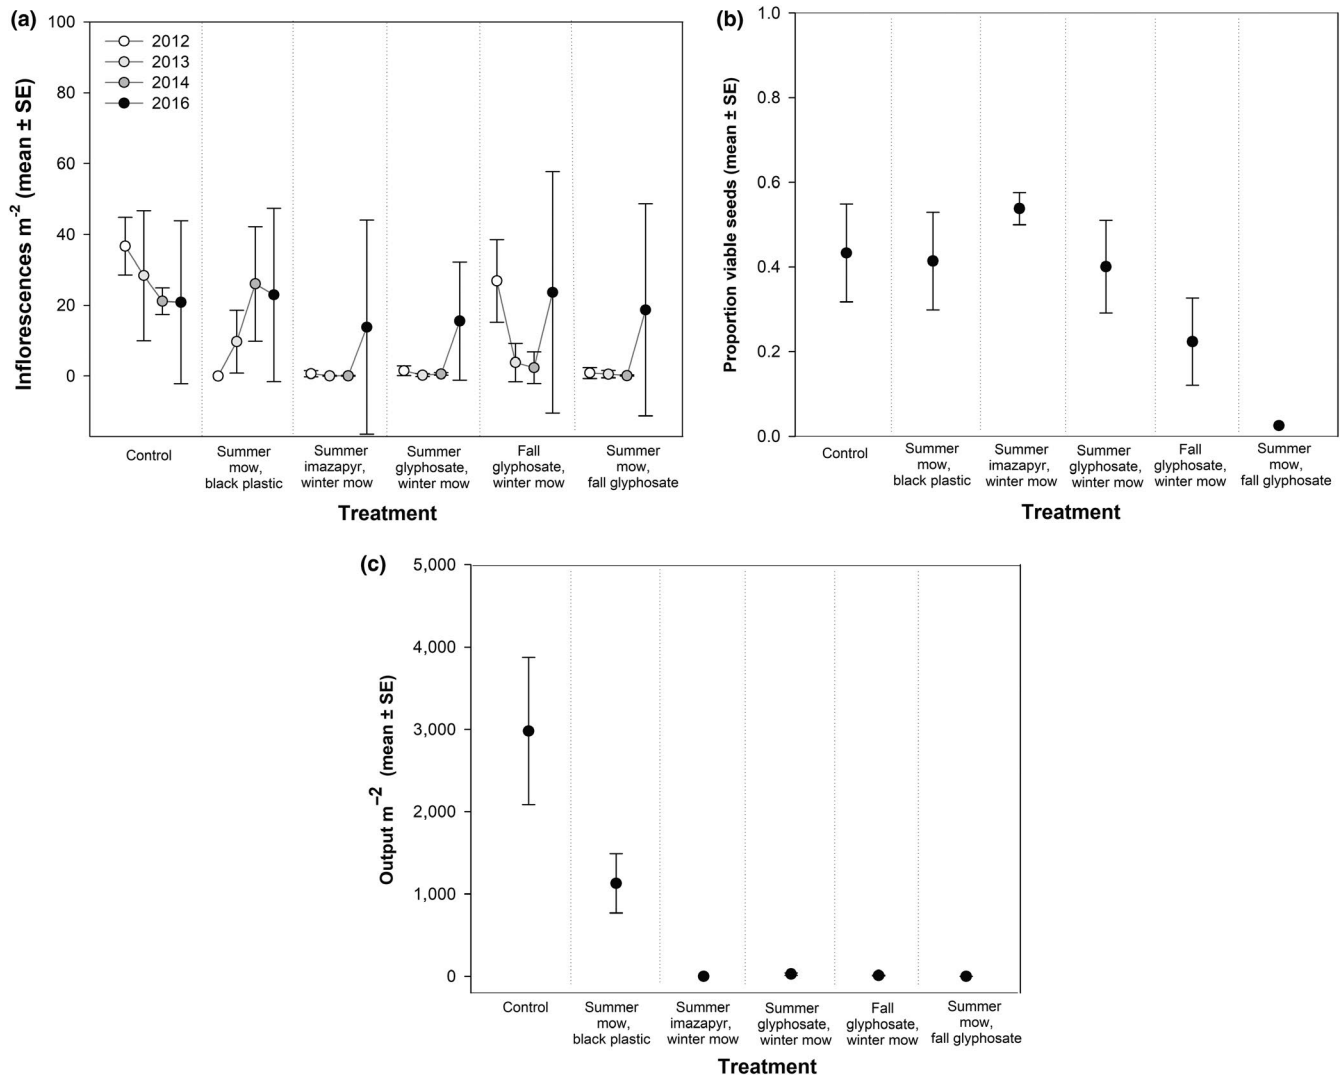 (a)
Inflorescences m-2 (mean ± SE)
100
80
60
40
20
0
2012
2013
2014
2016
Control
Summer
mow,
black plastic
Summer
imazapyr,
winter mow
Summer
glyphosate,
winter mow
Fall
glyphosate,
winter mow
Summer
mow,
fall glyphosate
Treatment
(b)
Proportion viable seeds (mean ± SE)
1.0
0.8
0.6
0.4
0.2
0.0
Control
Summer
mow,
black plastic
Summer
imazapyr,
winter mow
Summer
glyphosate,
winter mow
Fall
glyphosate,
winter mow
Summer
mow,
fall glyphosate
Treatment
(c)
Output m−2 (mean ± SE)
5,000
4,000
3,000
2,000
1,000
0
Control
Summer
mow,
black plastic
Summer
imazapyr,
winter mow
Summer
glyphosate,
winter mow
Fall
glyphosate,
winter mow
Summer
mow,
fall glyphosate
Treatment